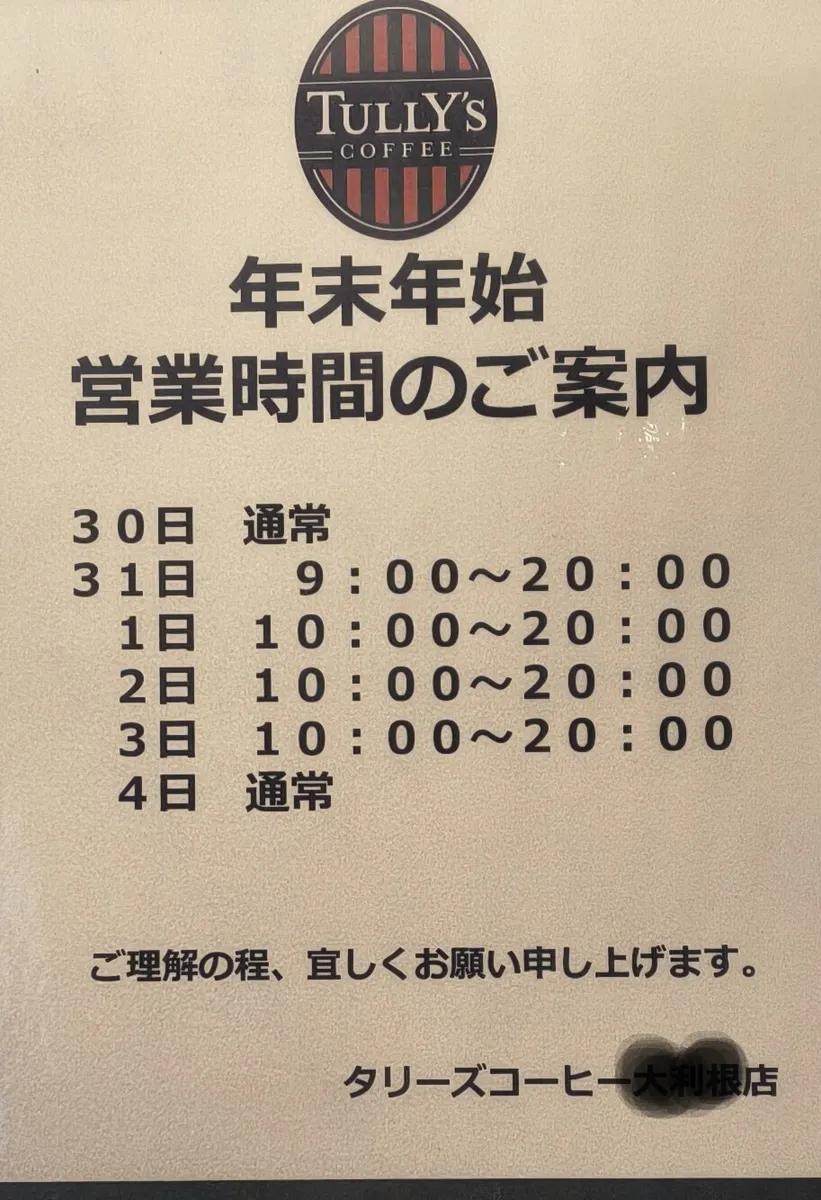 TULLY'S
COFFEE
年末年始
営業時間のご案内
３０日　通常
３１日　９：００～２０：００
１日　１０：００～２０：００
２日　１０：００～２０：００
３日　１０：００～２０：００
４日　通常
ご理解の程、宜しくお願い申し上げます。
タリーズコーヒー大利根店